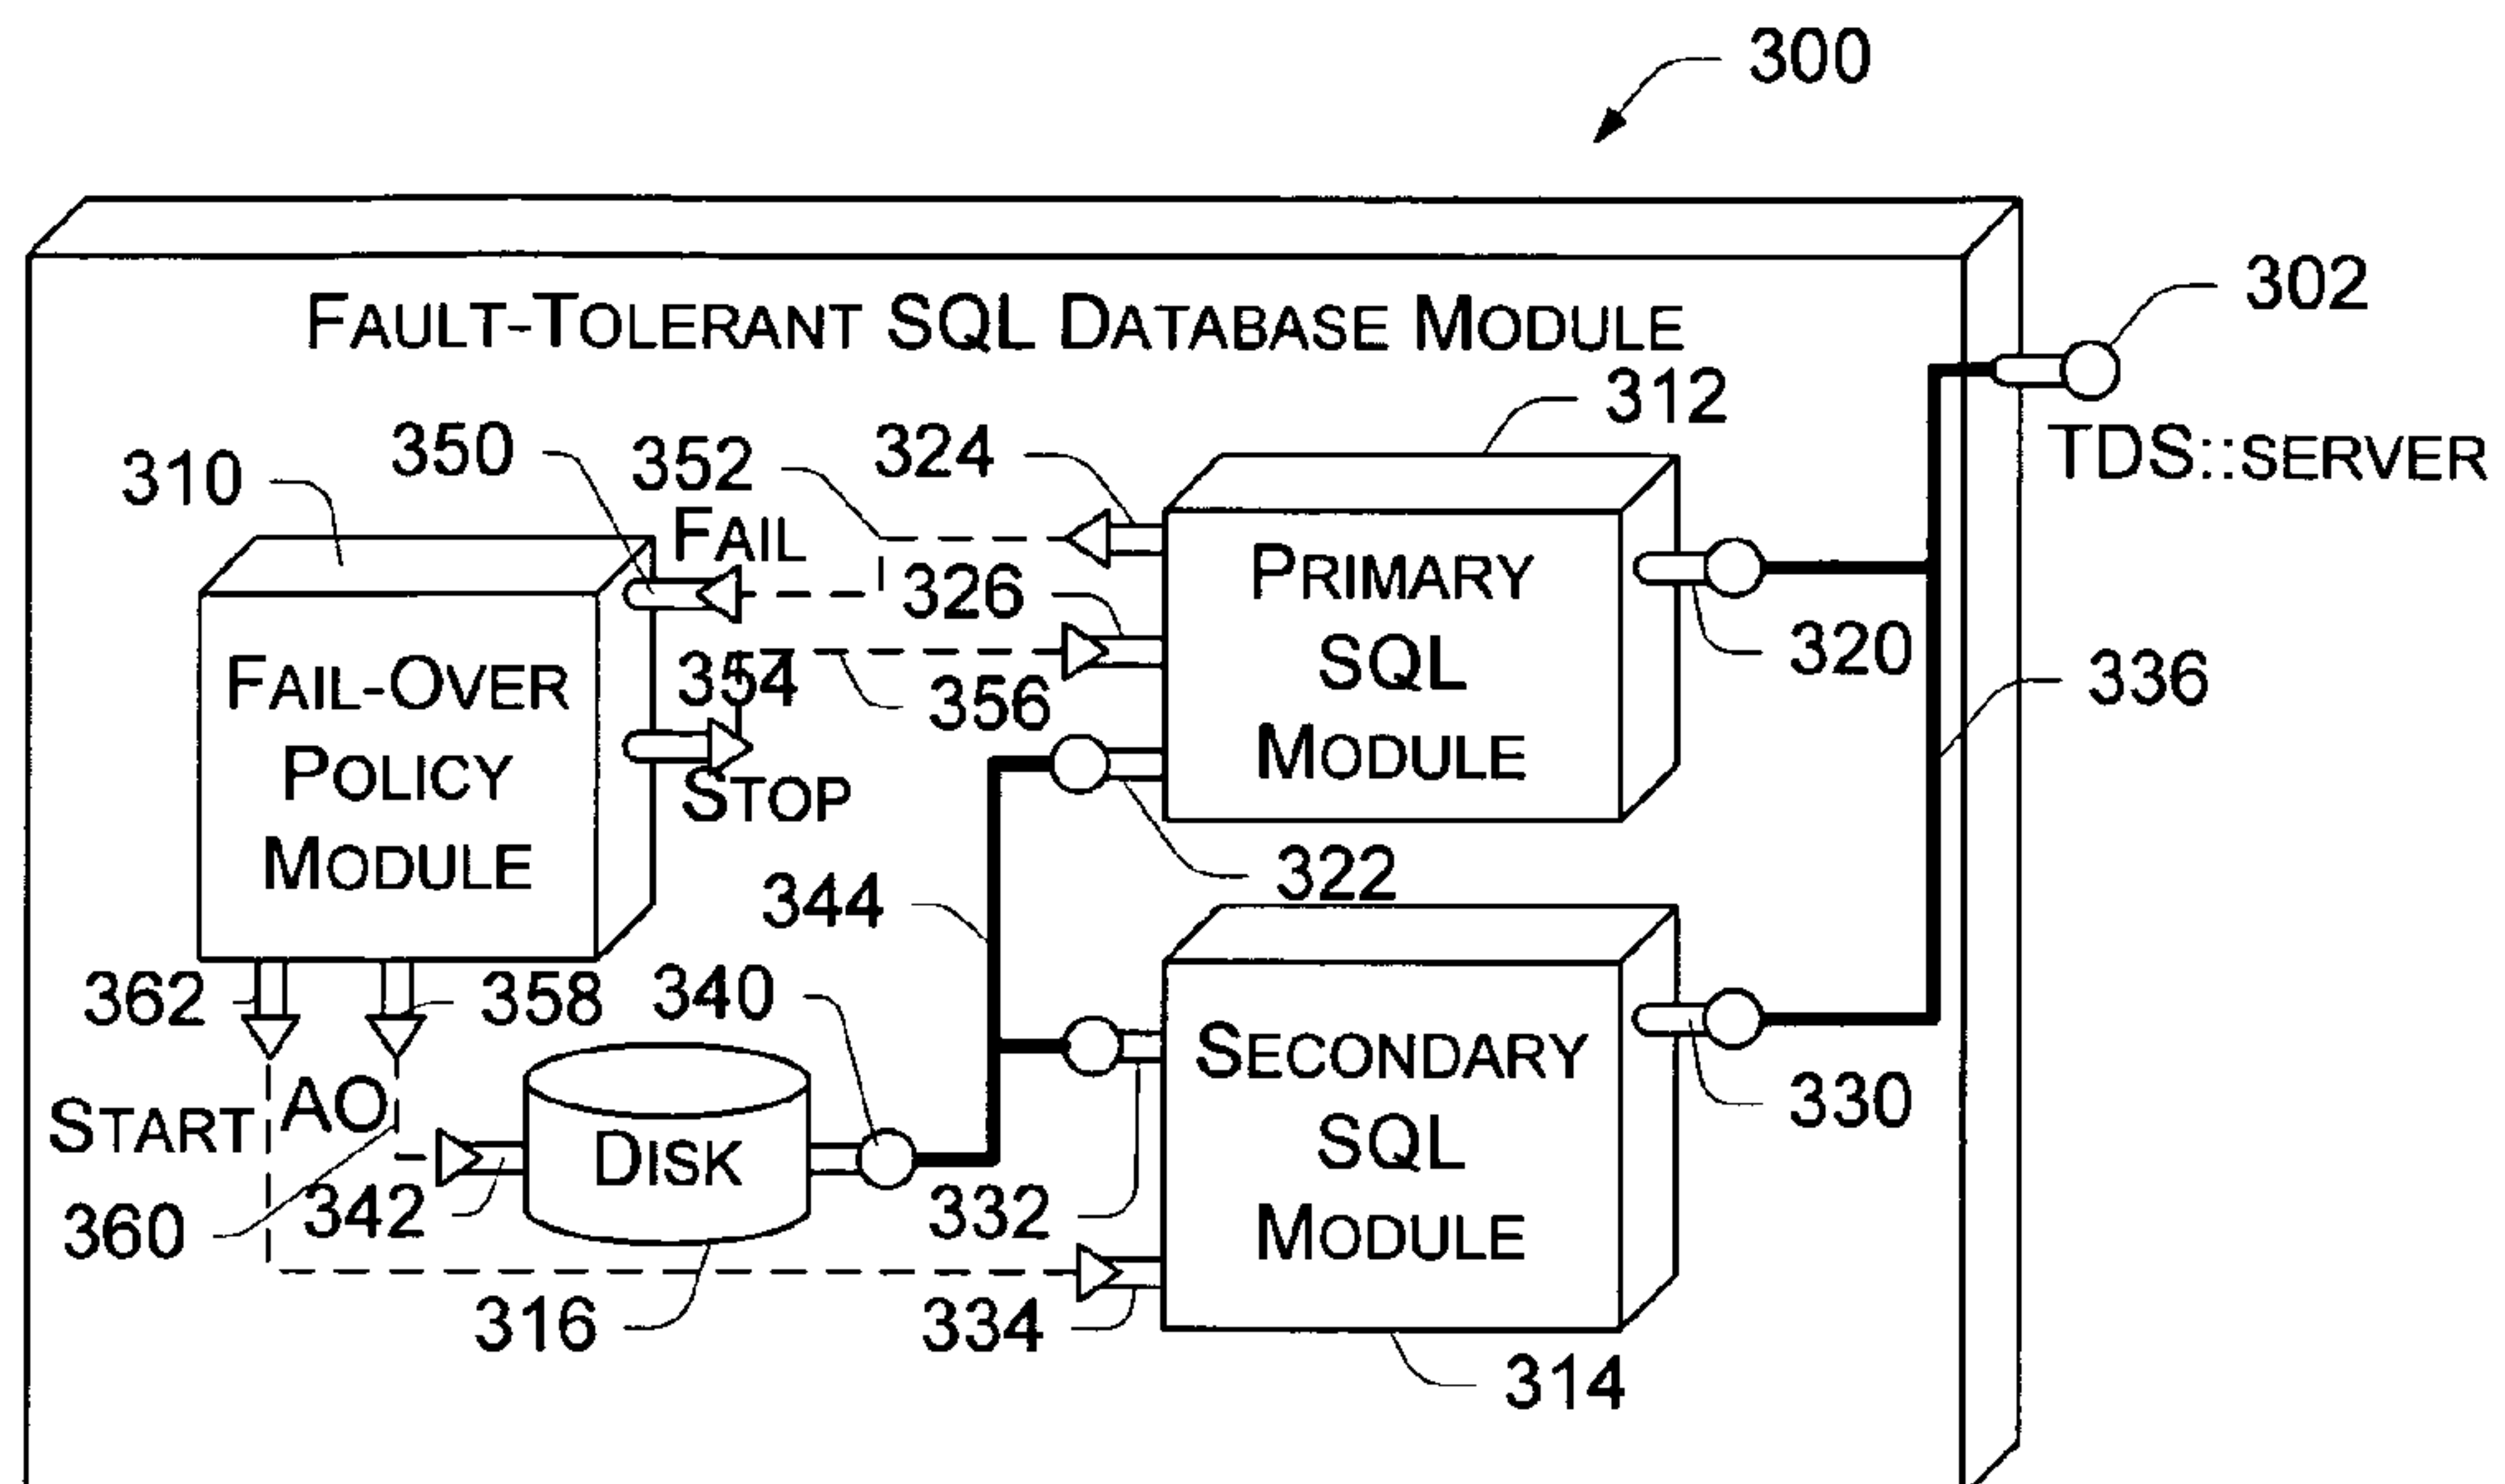 300
FAULT-TOLERANT SQL DATABASE MODULE
302
TDS::SERVER
312
324
352
350
310
FAIL
326
PRIMARY
SQL
MODULE
320
336
354
356
FAIL-OVER
POLICY
MODULE
STOP
322
344
362
358
340
SECONDARY
SQL
MODULE
330
START
AO
DISK
342
332
360
316
334
314